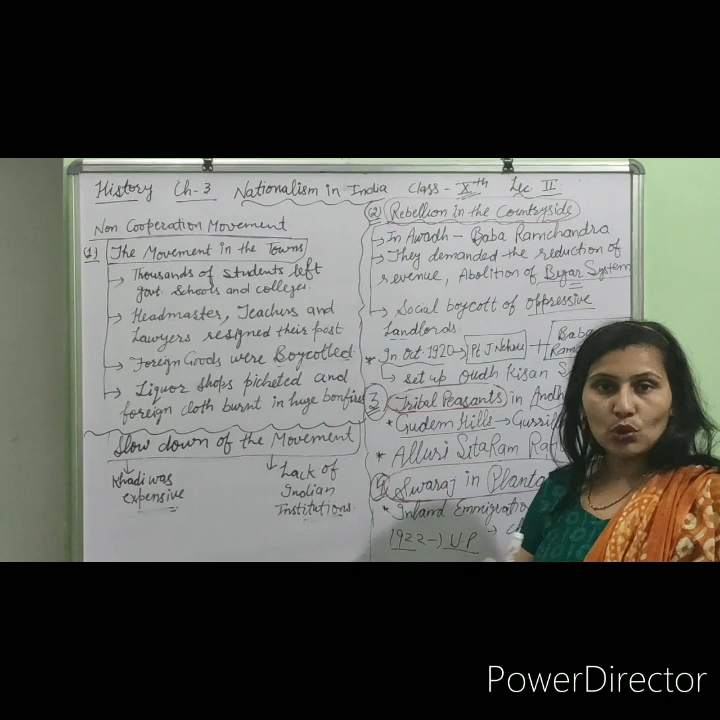 History Ch-3 Nationalism in India Class - Xth Lec. II
Non Cooperation Movement
(1) The Movement in the Towns
→ Thousands of students left
govt. schools and colleges.
→ Headmaster, Teachers and
Lawyers resigned their post
→ Foreign Goods were Boycotted.
→ Liquor shops picheted and
foreign cloth burnt in huge bonfires
Slow down of the Movement
Khadi was
expensive
Lack of
Indian
Institutions.
(2) Rebellion in the Countryside
→ In Awadh - Baba Ramchandra
→ They demanded the reduction of
revenue, Abolition of Begar System
→ Social boycott of oppressive
Landlords
* In Oct. 1920 → Pt. J. Nehru + Baba
set up Oudh Kisan
3 Tribal Peasants in
* Gudem Hills →
* Alluri SitaRam
4 Swaraj in
* Inland
1922 → U.P
PowerDirector